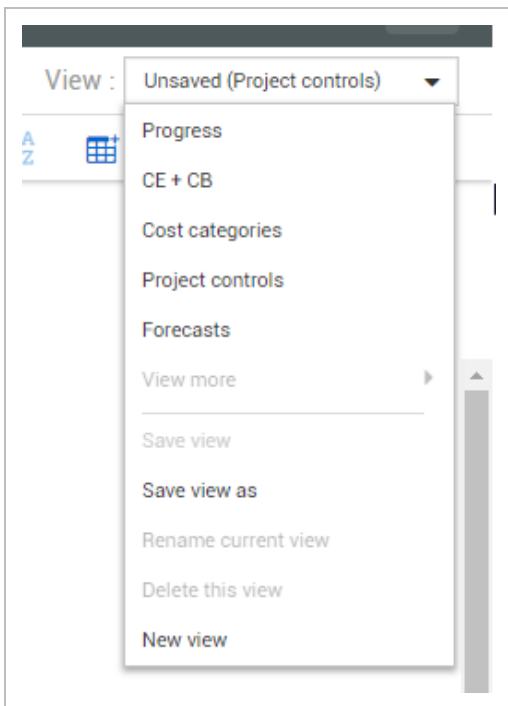 View : Unsaved (Project controls)
A
Z
Progress
CE + CB
Cost categories
Project controls
Forecasts
View more
Save view
Save view as
Rename current view
Delete this view
New view